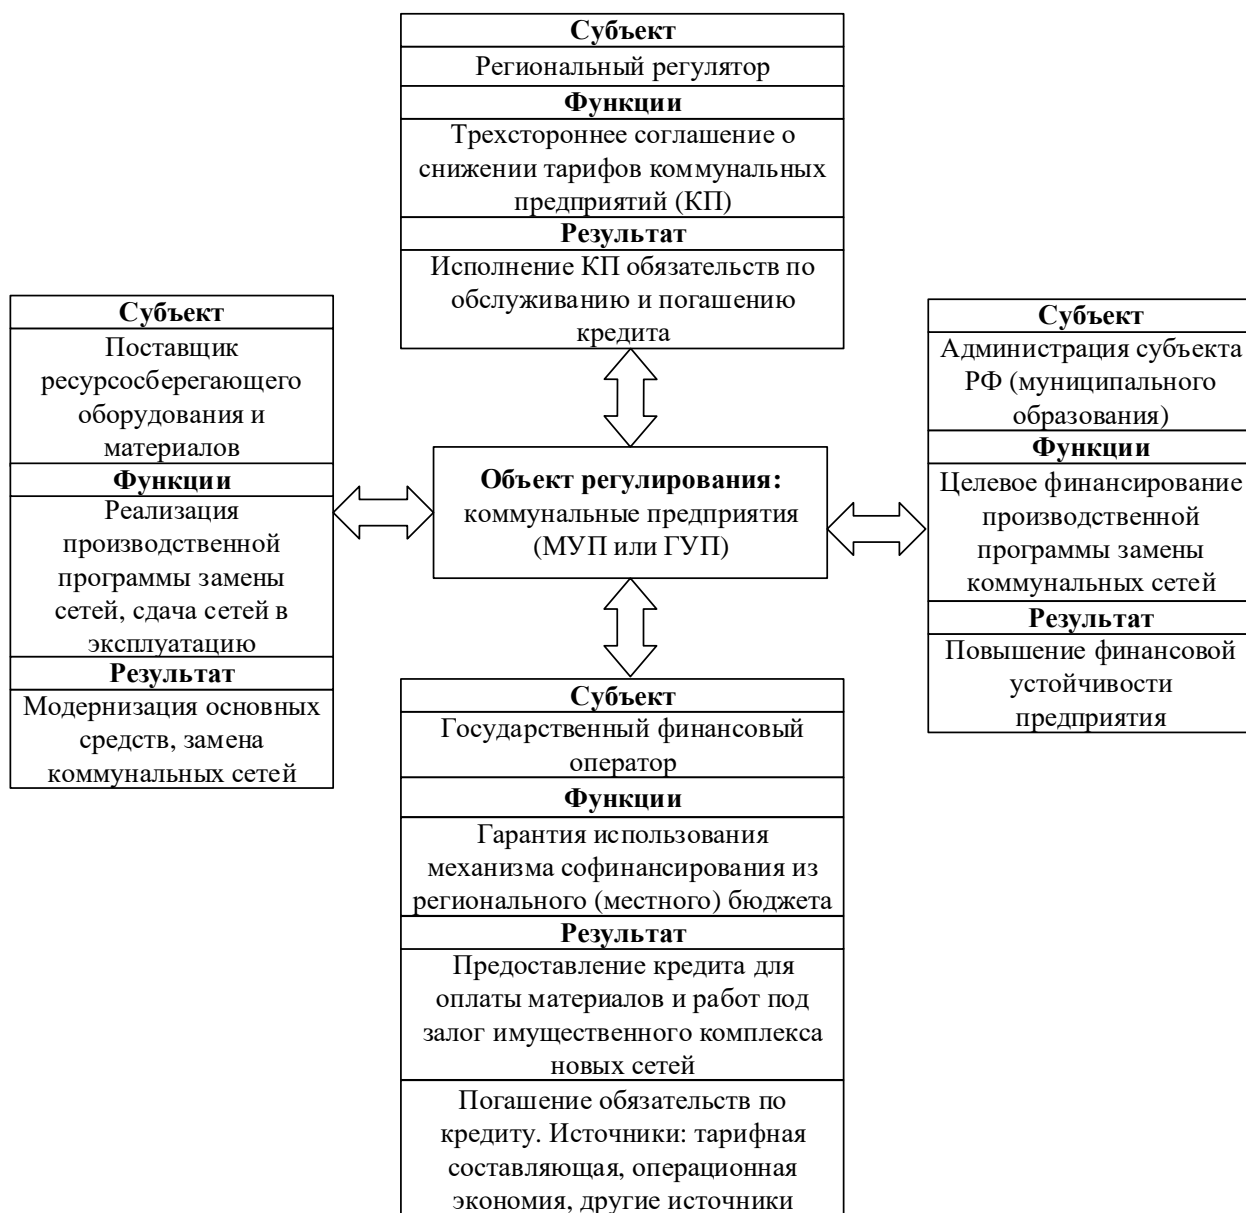 Субъект
Региональный регулятор
Функции
Трехстороннее соглашение о
снижении тарифов коммунальных
предприятий (КП)
Результат
Исполнение КП обязательств по
обслуживанию и погашению
кредита
Субъект
Поставщик
ресурсосберегающего
оборудования и
материалов
Функции
Реализация
производственной
программы замены
сетей, сдача сетей в
эксплуатацию
Результат
Модернизация основных
средств, замена
коммунальных сетей
Объект регулирования:
коммунальные предприятия
(МУП или ГУП)
Субъект
Администрация субъекта
РФ (муниципального
образования)
Функции
Целевое финансирование
производственной
программы замены
коммунальных сетей
Результат
Повышение финансовой
устойчивости
предприятия
Субъект
Государственный финансовый
оператор
Функции
Гарантия использования
механизма софинансирования из
регионального (местного) бюджета
Результат
Предоставление кредита для
оплаты материалов и работ под
залог имущественного комплекса
новых сетей
Погашение обязательств по
кредиту. Источники: тарифная
составляющая, операционная
экономия, другие источники